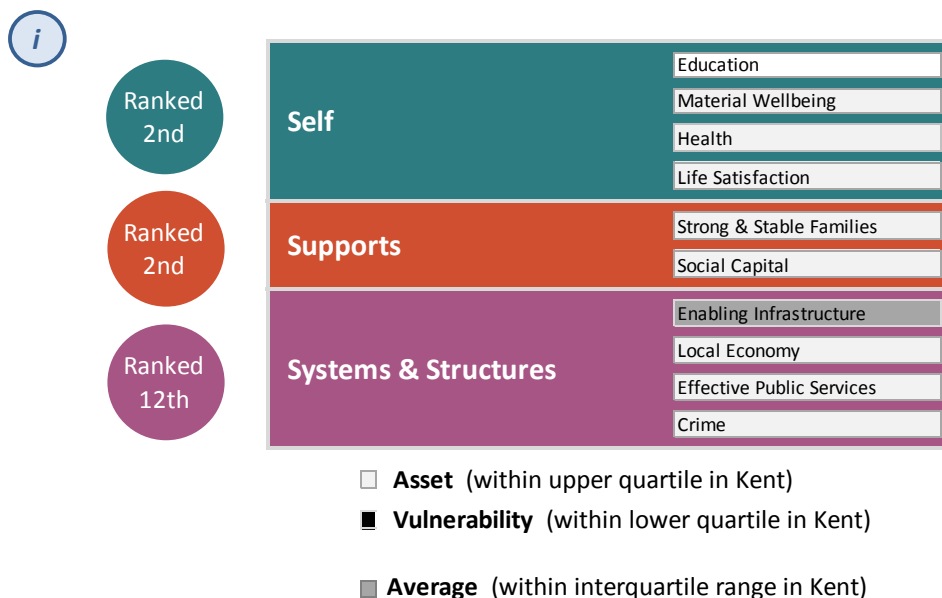 i
Ranked
2nd
Self
Education
Material Wellbeing
Health
Life Satisfaction
Ranked
2nd
Supports
Strong & Stable Families
Social Capital
Ranked
12th
Systems & Structures
Enabling Infrastructure
Local Economy
Effective Public Services
Crime
Asset (within upper quartile in Kent)
Vulnerability (within lower quartile in Kent)
Average (within interquartile range in Kent)